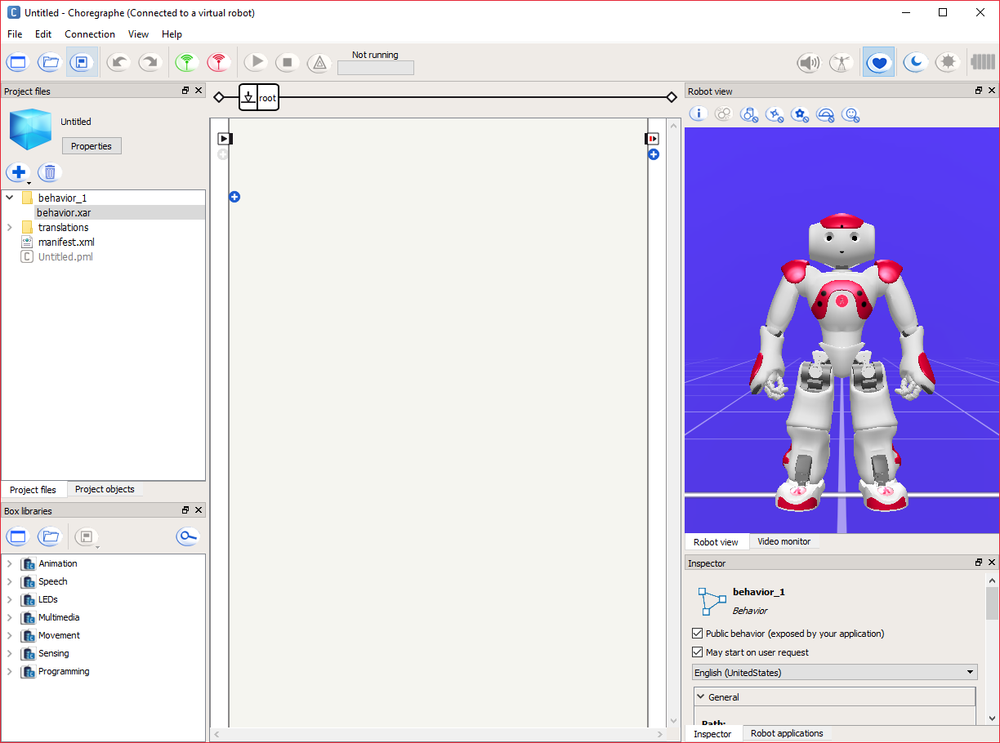 Untitled - Choregraphe (Connected to a virtual robot)
File Edit Connection View Help
Not running
Project files
Untitled
Properties
behavior_1
behavior.xar
translations
manifest.xml
Untitled.pml
Project files Project objects
Box libraries
Animation
Speech
LEDs
Multimedia
Movement
Sensing
Programming
root
Robot view
Robot view Video monitor
Inspector
behavior_1
Behavior
Public behavior (exposed by your application)
May start on user request
English (UnitedStates)
General
Path:
Inspector Robot applications